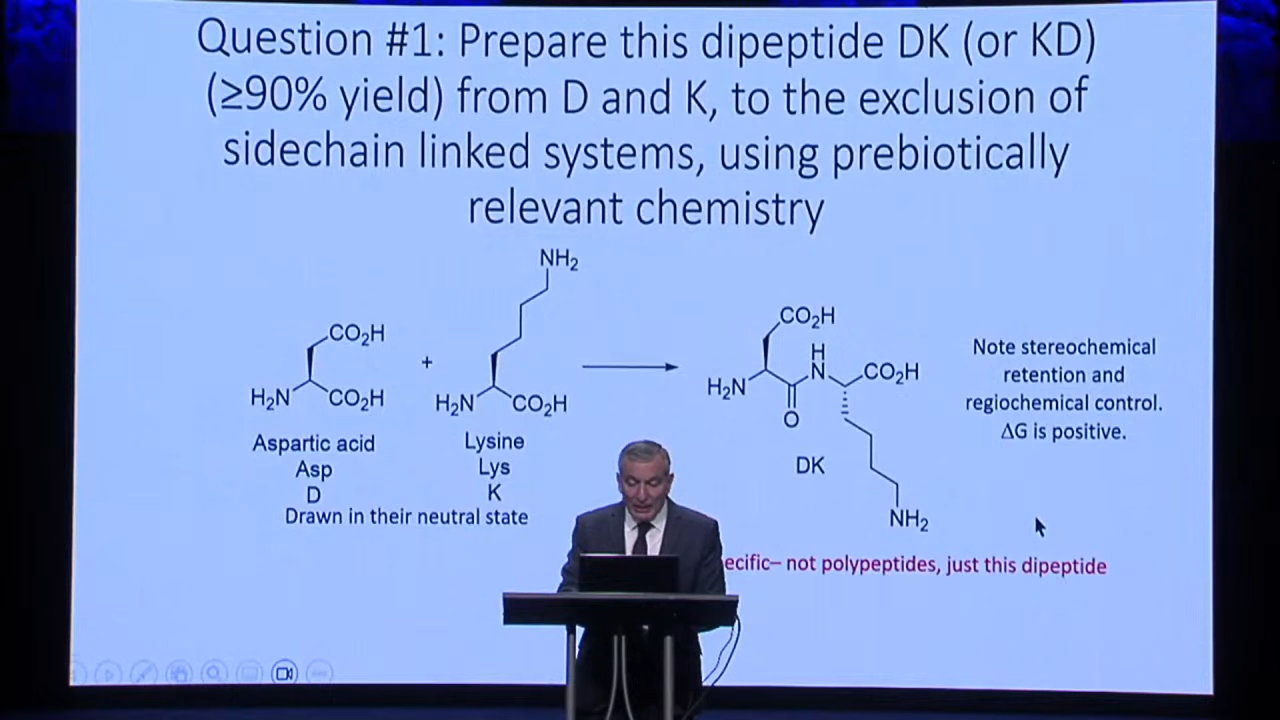 Question #1: Prepare this dipeptide DK (or KD)
(≥90% yield) from D and K, to the exclusion of
sidechain linked systems, using prebiotically
relevant chemistry
NH2
CO2H
H2N
CO2H
+
H2N
CO2H
Aspartic acid
Asp
D
Lysine
Lys
K
Drawn in their neutral state
CO2H
H
N
CO2H
H2N
O
DK
NH2
Note stereochemical
retention and
regiochemical control.
ΔG is positive.
not polypeptides, just this dipeptide